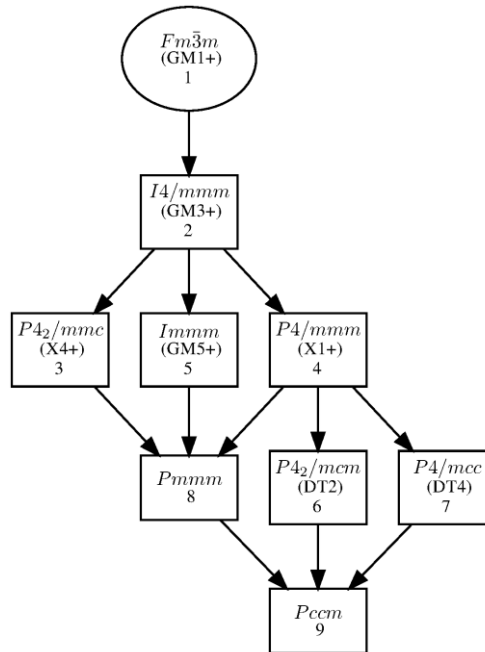 Fm3̄m
(GM1+)
1
I4/mmm
(GM3+)
2
P4₂/mmc
(X4+)
3
Immm
(GM5+)
5
P4/mmm
(X1+)
4
Pmmm
8
P4₂/mcm
(DT2)
6
P4/mcc
(DT4)
7
Pccm
9